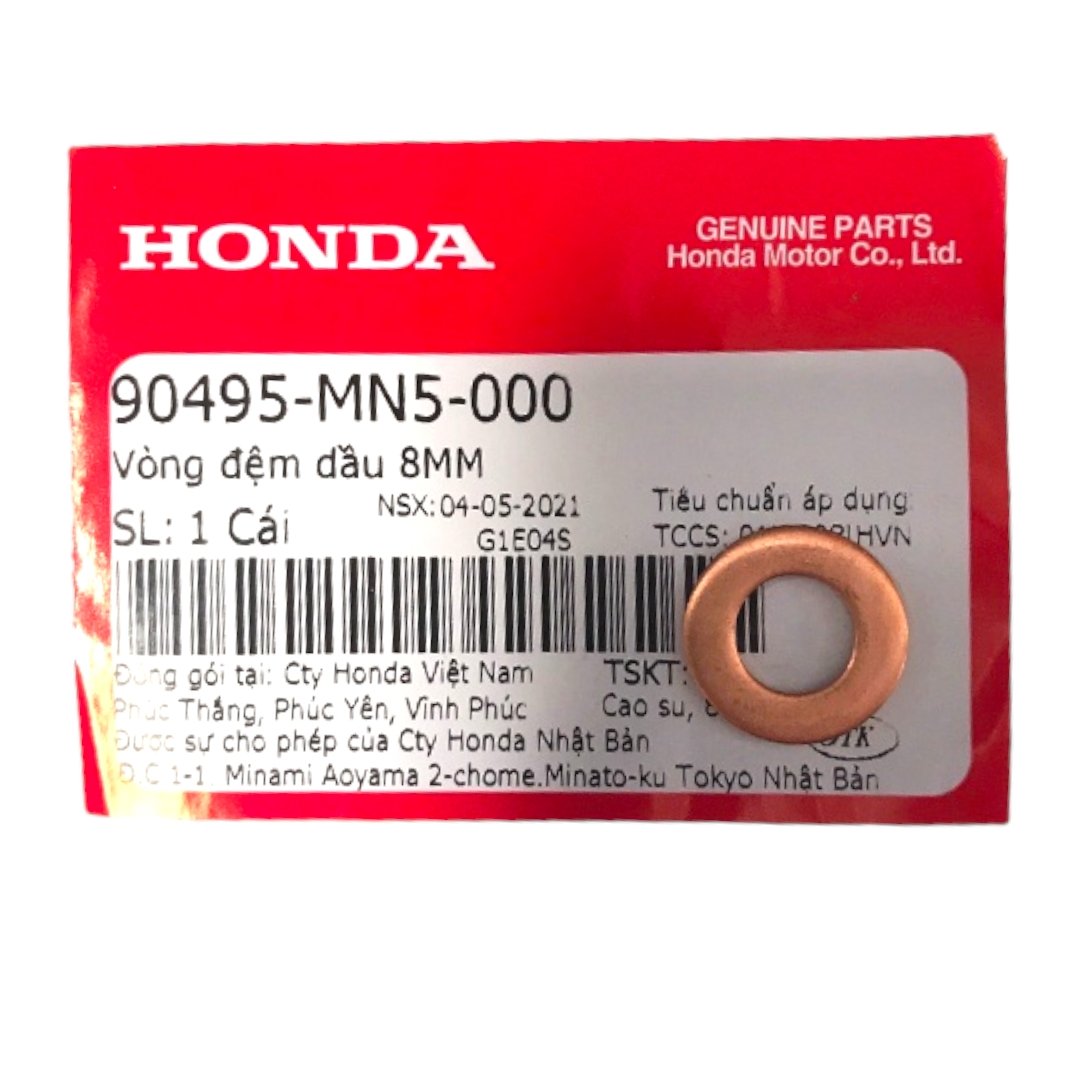 HONDA
GENUINE PARTS
Honda Motor Co., Ltd.
90495-MN5-000
Vòng đệm dầu 8MM
NSX: 04-05-2021
Tiêu chuẩn áp dụng
SL: 1 Cái
G1E04S
TCCS:
Đóng gói tại: Cty Honda Việt Nam
TSKT:
Phúc Thắng, Phúc Yên, Vĩnh Phúc
Cao su,
Được sự cho phép của Cty Honda Nhật Bản
Đ.C 1-1, Minami Aoyama 2-chome.Minato-ku Tokyo Nhật Bản